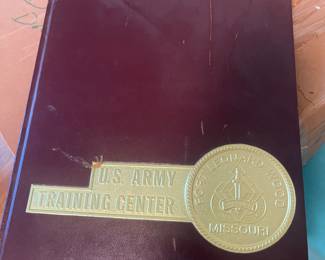 U.S. ARMY
TRAINING CENTER
FORT LEONARD WOOD
MISSOURI